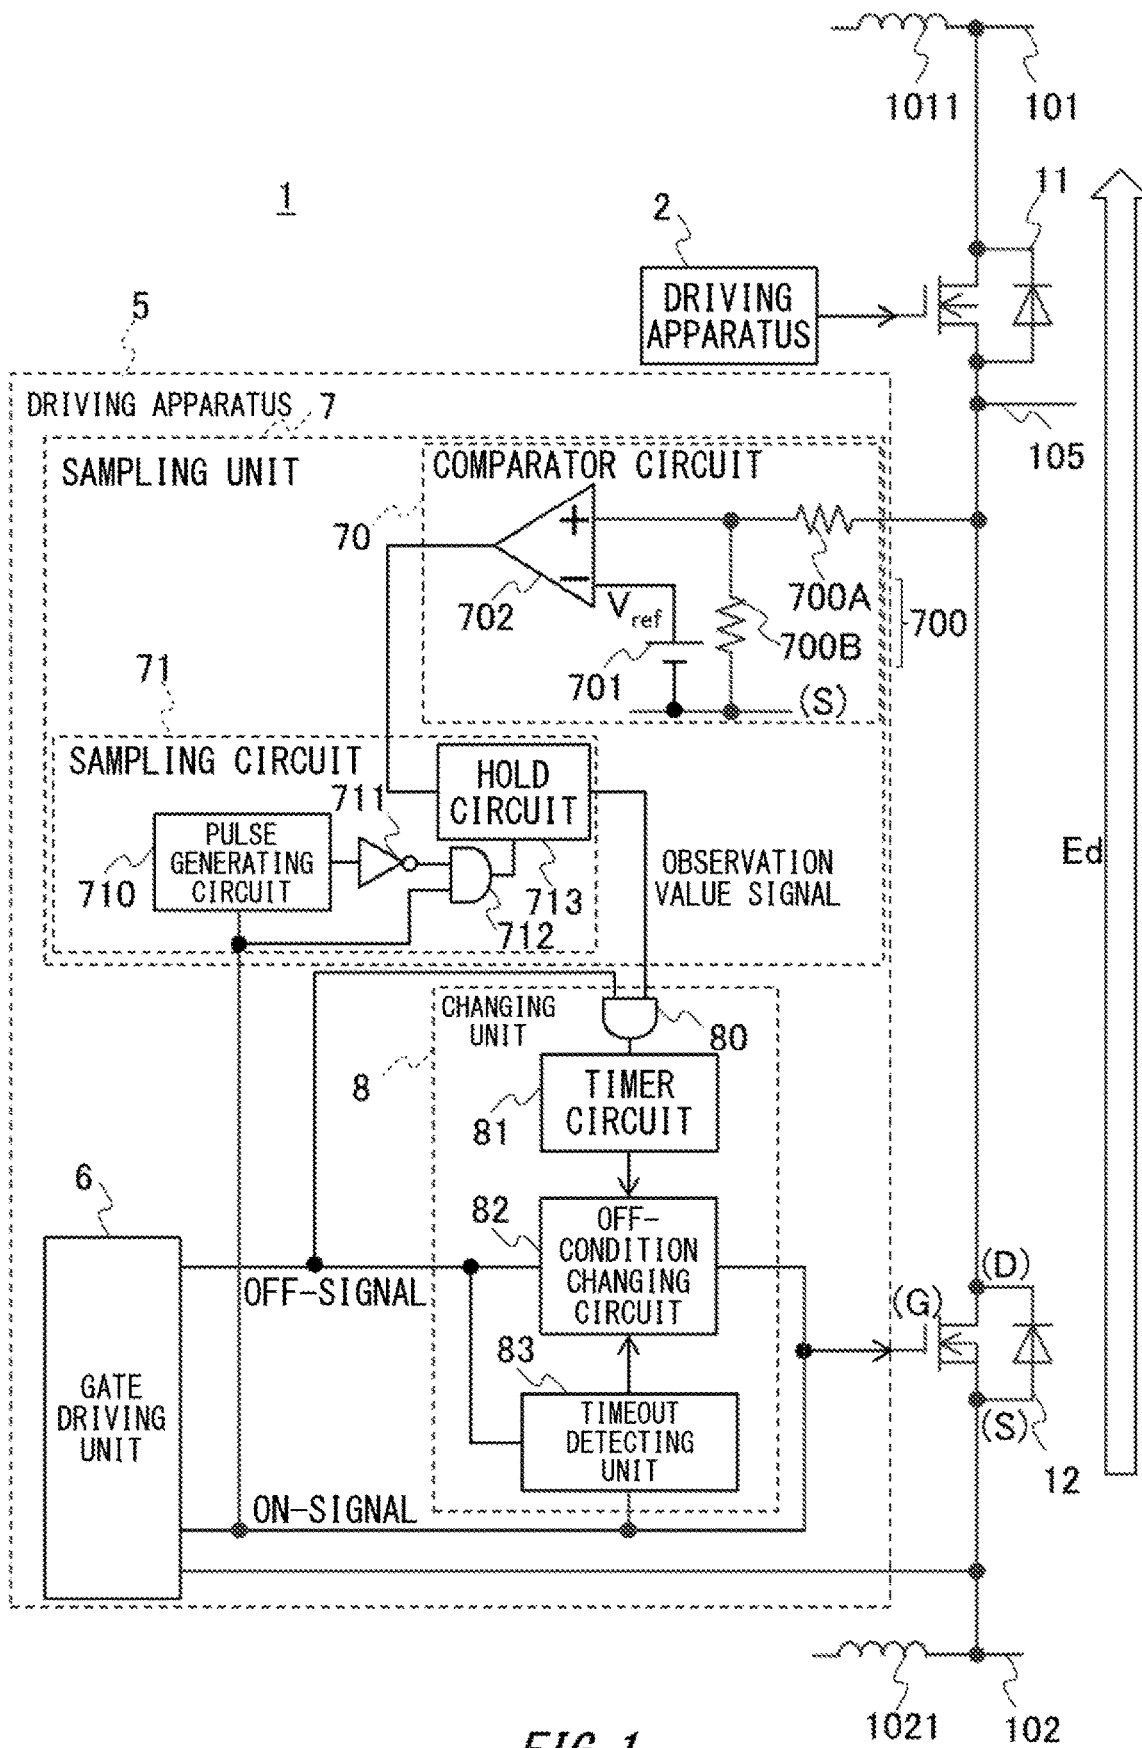 1011
101
1
2
11
DRIVING
APPARATUS
5
DRIVING APPARATUS
7
105
SAMPLING UNIT
COMPARATOR CIRCUIT
70
+
−
702
Vref
700A
700B
700
701
(S)
71
SAMPLING CIRCUIT
711
HOLD
CIRCUIT
PULSE
GENERATING
CIRCUIT
710
713
712
OBSERVATION
VALUE SIGNAL
Ed
CHANGING
UNIT
80
8
TIMER
CIRCUIT
81
6
82
OFF-
CONDITION
CHANGING
CIRCUIT
OFF-SIGNAL
(D)
(G)
83
GATE
DRIVING
UNIT
TIMEOUT
DETECTING
UNIT
(S)
12
ON-SIGNAL
1021
102
FIG. 1